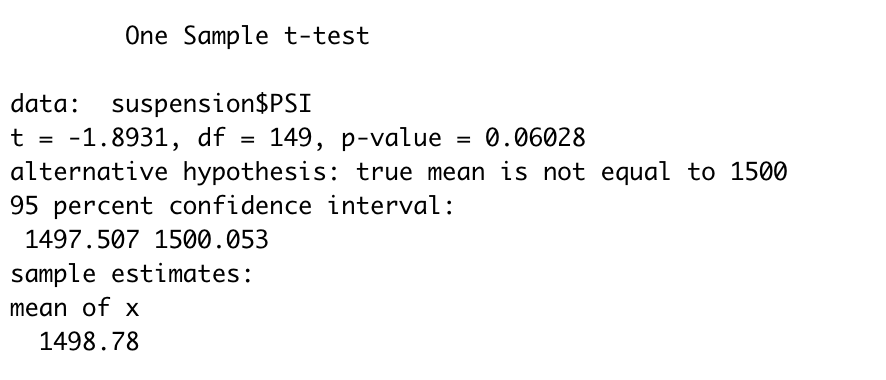 One Sample t-test
data:  suspension$PSI
t = -1.8931, df = 149, p-value = 0.06028
alternative hypothesis: true mean is not equal to 1500
95 percent confidence interval:
1497.507 1500.053
sample estimates:
mean of x
1498.78